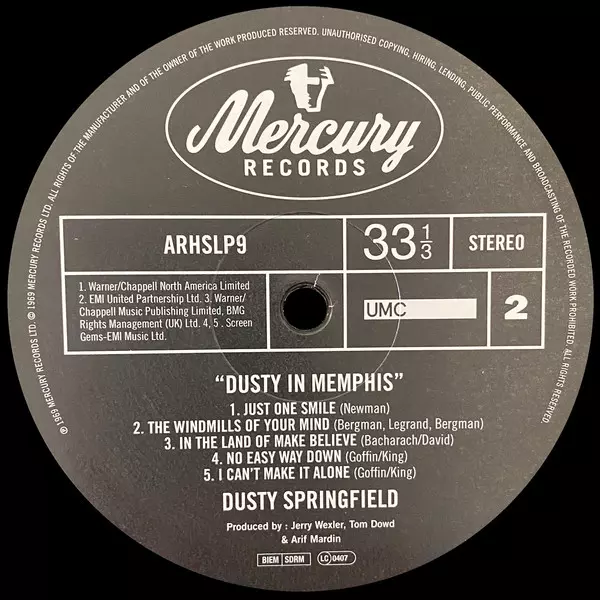 ℗ 1969 MERCURY RECORDS LTD. © 1969 MERCURY RECORDS LTD. ALL RIGHTS OF THE MANUFACTURER AND OF THE OWNER OF THE WORK PRODUCED RESERVED. UNAUTHORISED COPYING, HIRING, LENDING, PUBLIC PERFORMANCE AND BROADCASTING OF THE RECORDED WORK PROHIBITED. ALL RIGHTS RESERVED.
Mercury
RECORDS
ARHSLP9
33 1/3
STEREO
1. Warner/Chappell North America Limited
2. EMI United Partnership Ltd. 3. Warner/
Chappell Music Publishing Limited, BMG
Rights Management (UK) Ltd. 4, 5 . Screen
Gems-EMI Music Ltd.
UMC
2
“DUSTY IN MEMPHIS”
1. JUST ONE SMILE (Newman)
2. THE WINDMILLS OF YOUR MIND (Bergman, Legrand, Bergman)
3. IN THE LAND OF MAKE BELIEVE (Bacharach/David)
4. NO EASY WAY DOWN (Goffin/King)
5. I CAN'T MAKE IT ALONE (Goffin/King)
DUSTY SPRINGFIELD
Produced by : Jerry Wexler, Tom Dowd
& Arif Mardin
BIEM SDRM LC 0407